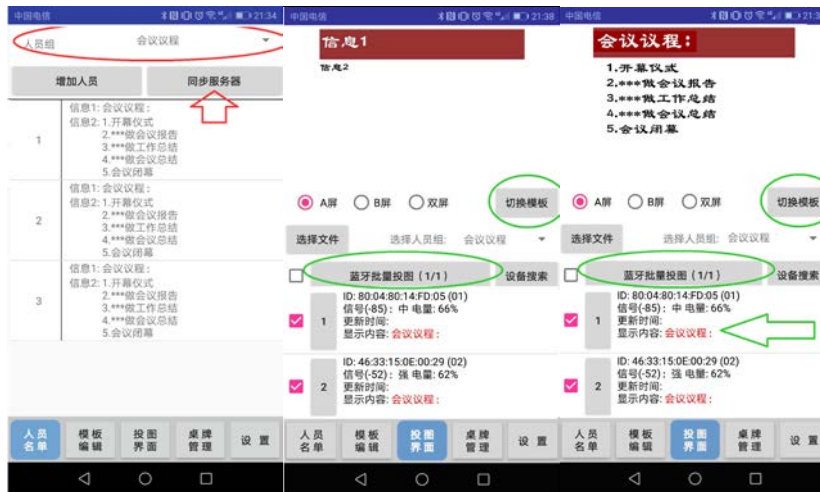 中国电信 21:34
人员组 会议议程
增加人员 同步服务器
1
信息1: 会议议程：
信息2: 1.开幕仪式
2.***做会议报告
3.***做工作总结
4.***做会议总结
5.会议闭幕
2
信息1: 会议议程：
信息2: 1.开幕仪式
2.***做会议报告
3.***做工作总结
4.***做会议总结
5.会议闭幕
3
信息1: 会议议程：
信息2: 1.开幕仪式
2.***做会议报告
3.***做工作总结
4.***做会议总结
5.会议闭幕
人员名单 模板编辑 投图界面 桌牌管理 设 置
中国电信 21:38
信息1
信息2
A屏 B屏 双屏 切换模板
选择文件 选择人员组: 会议议程
蓝牙批量投图（1/1） 设备搜索
1
ID: 80:04:80:14:FD:05 (01)
信号(-85)：中 电量: 66%
更新时间:
显示内容: 会议议程：
2
ID: 46:33:15:0E:00:29 (02)
信号(-52)：强 电量: 62%
更新时间:
显示内容: 会议议程：
人员名单 模板编辑 投图界面 桌牌管理 设 置
中国电信
会议议程：
1.开幕仪式
2.***做会议报告
3.***做工作总结
4.***做会议总结
5.会议闭幕
A屏 B屏 双屏 切换模板
选择文件 选择人员组: 会议议程
蓝牙批量投图（1/1） 设备搜索
1
ID: 80:04:80:14:FD:05 (01)
信号(-85)：中 电量: 66%
更新时间:
显示内容: 会议议程：
2
ID: 46:33:15:0E:00:29 (02)
信号(-52)：强 电量: 62%
更新时间:
显示内容: 会议议程：
人员名单 模板编辑 投图界面 桌牌管理 设 置